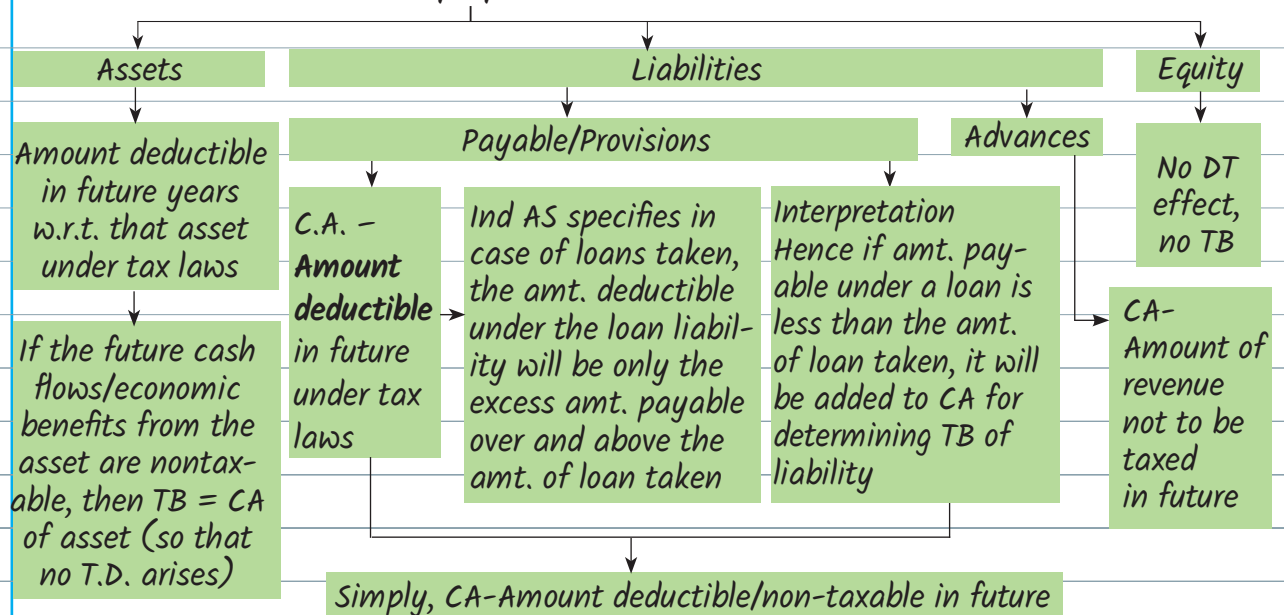 Assets
Liabilities
Equity
Payable/Provisions
Advances
Amount deductible
in future years
w.r.t. that asset
under tax laws
If the future cash
flows/economic
benefits from the
asset are nontax-
able, then TB = CA
of asset (so that
no T.D. arises)
C.A. –
Amount
deductible
in future
under tax
laws
Ind AS specifies in
case of loans taken,
the amt. deductible
under the loan liabil-
ity will be only the
excess amt. payable
over and above the
amt. of loan taken
Interpretation
Hence if amt. pay-
able under a loan is
less than the amt.
of loan taken, it will
be added to CA for
determining TB of
liability
No DT
effect,
no TB
CA-
Amount of
revenue
not to be
taxed
in future
Simply, CA-Amount deductible/non-taxable in future